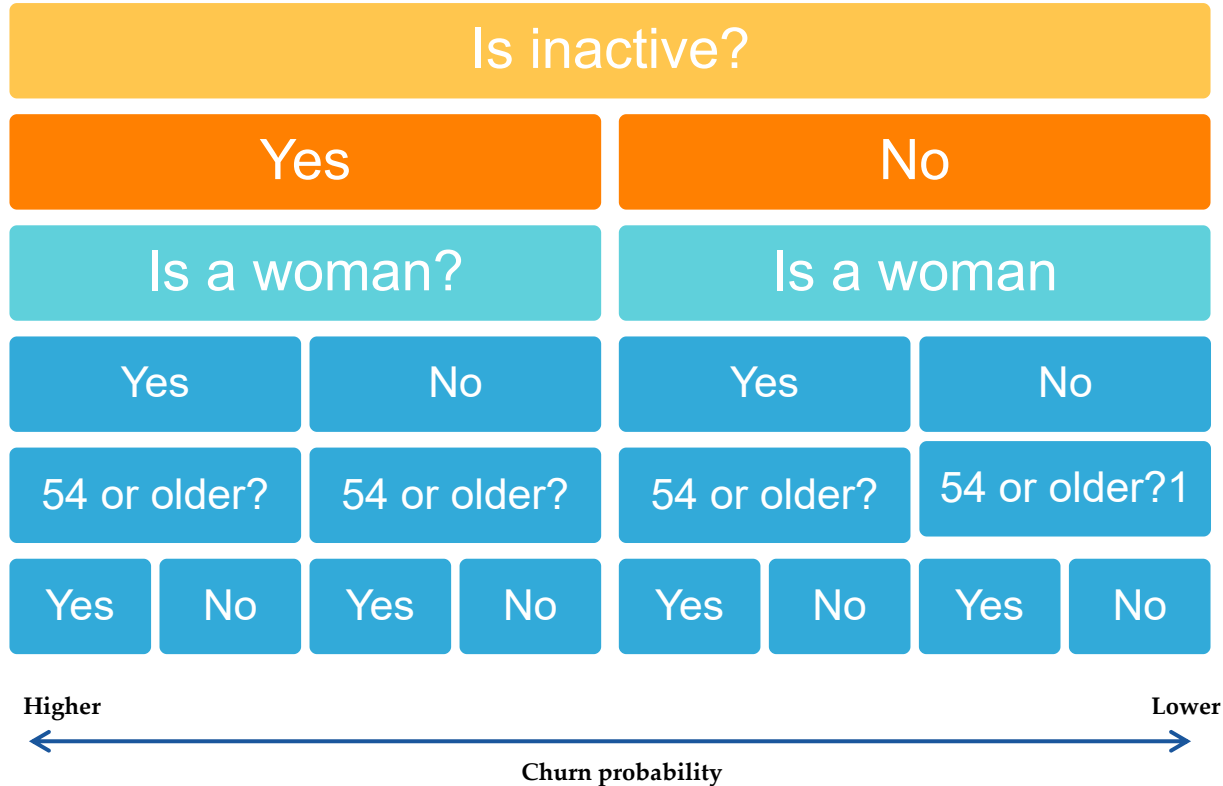 Is inactive?
Yes
No
Is a woman?
Is a woman
Yes
No
Yes
No
54 or older?
54 or older?
54 or older?
54 or older?1
Yes
No
Yes
No
Yes
No
Yes
No
Higher
Lower
Churn probability